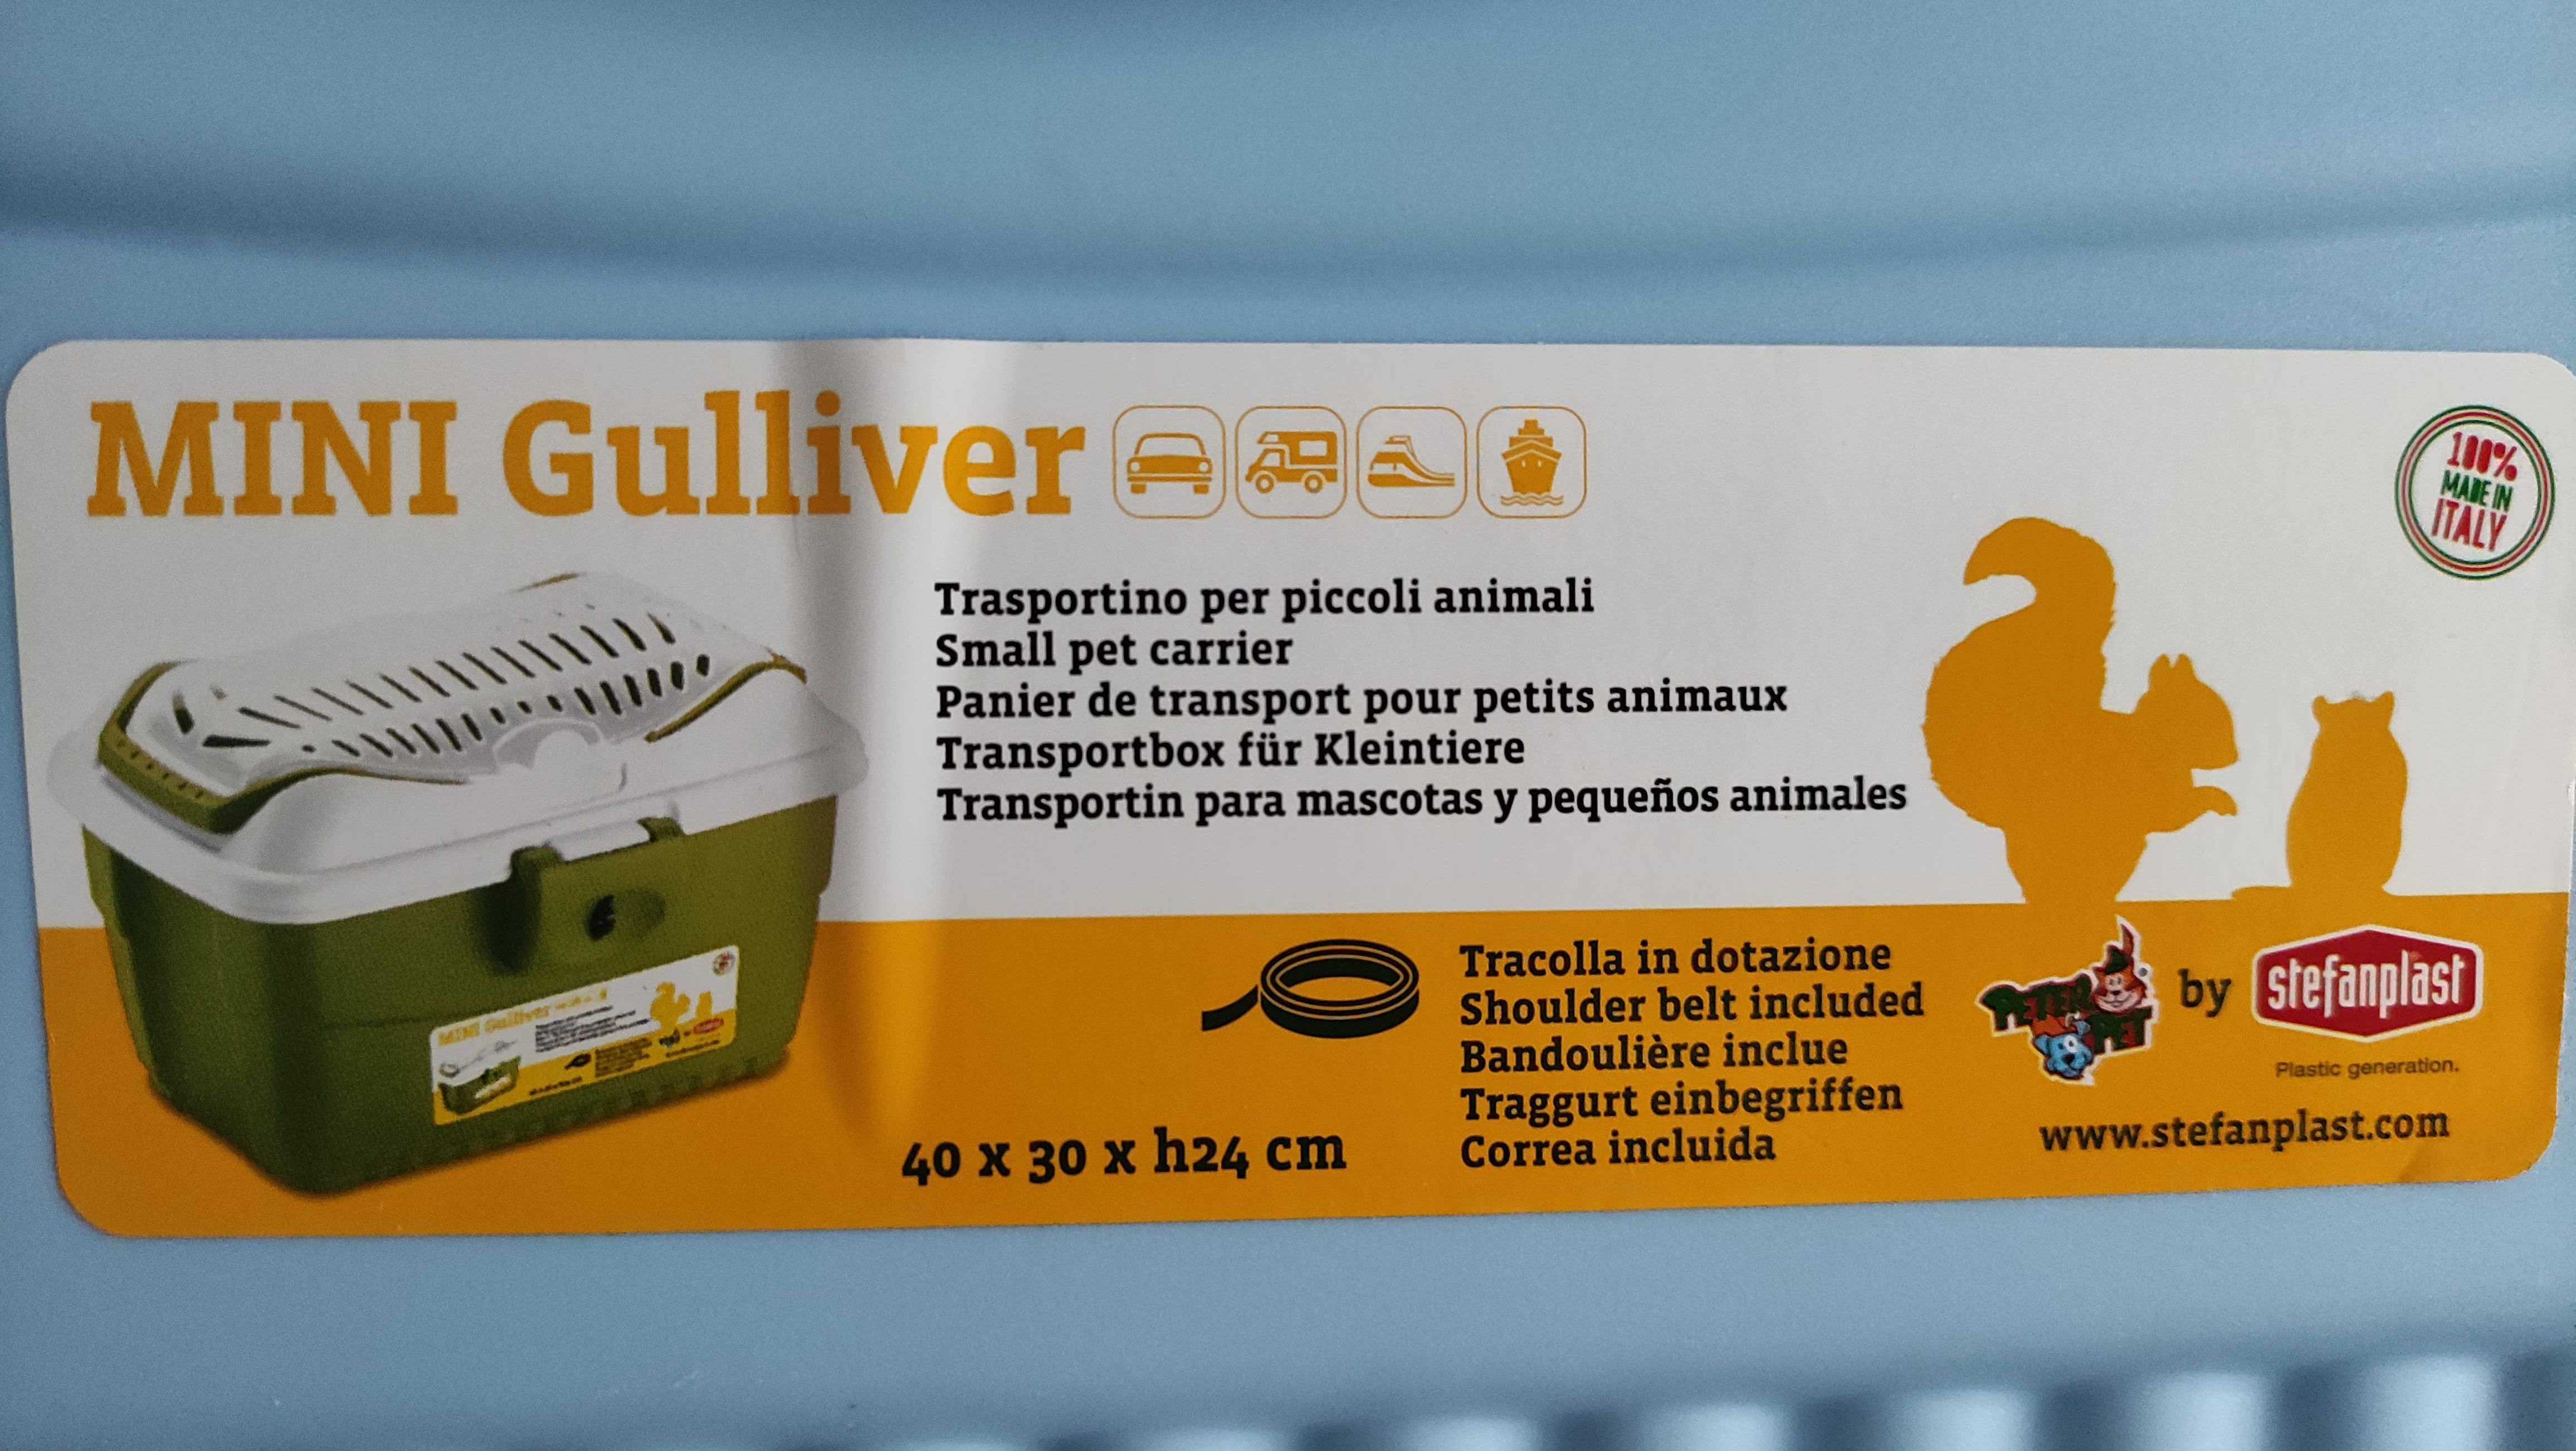 MINI Gulliver
100%
MADE IN
ITALY
Trasportino per piccoli animali
Small pet carrier
Panier de transport pour petits animaux
Transportbox für Kleintiere
Transportin para mascotas y pequeños animales
Tracolla in dotazione
Shoulder belt included
Bandoulière inclue
Traggurt einbegriffen
Correa incluida
40 x 30 x h24 cm
PETER PET by stefanplast
Plastic generation.
www.stefanplast.com
MINI Gulliver